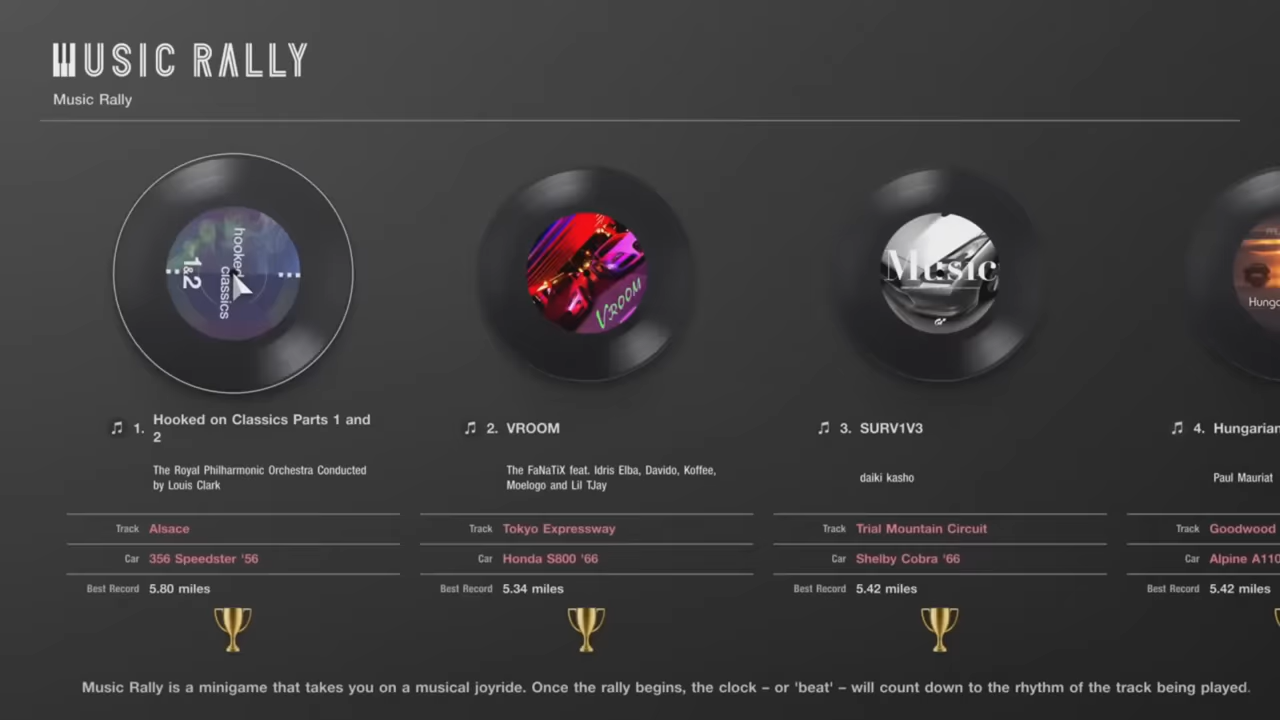 MUSIC RALLY
Music Rally
hooked
classics
1&2
VROOM
Music
Hunga
1. Hooked on Classics Parts 1 and
2
The Royal Philharmonic Orchestra Conducted
by Louis Clark
Track Alsace
Car 356 Speedster '56
Best Record 5.80 miles
2. VROOM
The FaNaTiX feat. Idris Elba, Davido, Koffee,
Moelogo and Lil TJay
Track Tokyo Expressway
Car Honda S800 '66
Best Record 5.34 miles
3. SURV1V3
daiki kasho
Track Trial Mountain Circuit
Car Shelby Cobra '66
Best Record 5.42 miles
4. Hungarian
Paul Mauriat
Track Goodwood
Car Alpine A110
Best Record 5.42 miles
Music Rally is a minigame that takes you on a musical joyride. Once the rally begins, the clock – or 'beat' – will count down to the rhythm of the track being played.